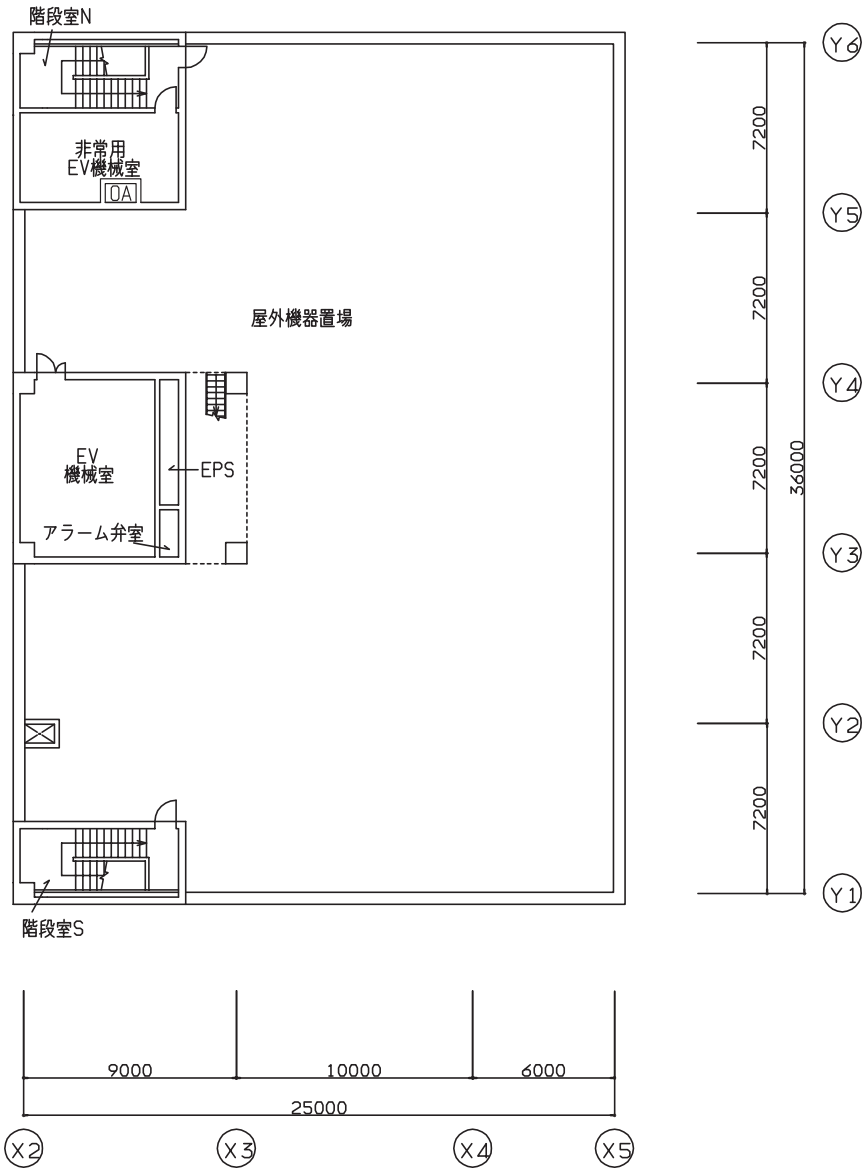 階段室N
Y6
7200
非常用
EV機械室
OA
Y5
7200
屋外機器置場
Y4
EV
機械室
EPS
7200
36000
アラーム弁室
Y3
7200
Y2
7200
Y1
階段室S
9000
10000
6000
25000
X2
X3
X4
X5